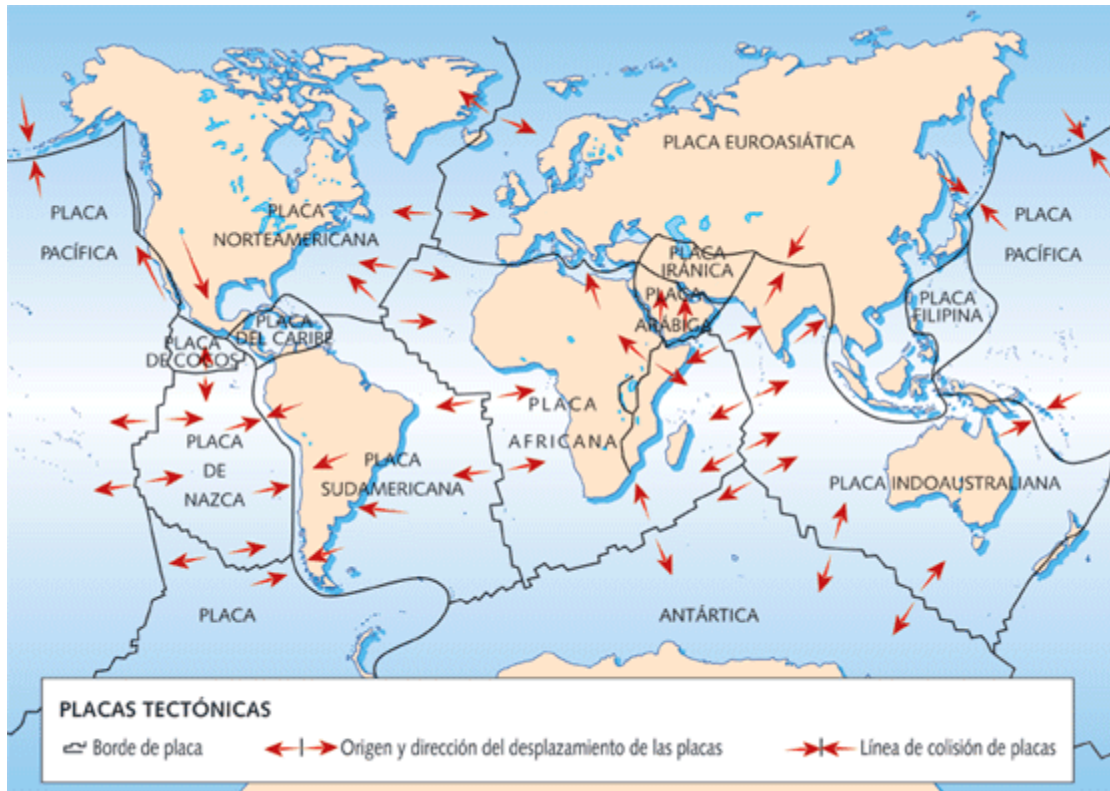 PLACA EUROASIÁTICA
PLACA
PACÍFICA
PLACA
NORTEAMERICANA
PLACA
PACÍFICA
PLACA
IRÁNICA
PLACA
ARÁBIGA
PLACA
FILIPINA
PLACA
DEL CARIBE
PLACA
DE COCOS
PLACA
AFRICANA
PLACA
DE
NAZCA
PLACA
SUDAMERICANA
PLACA INDOAUSTRALIANA
PLACA
ANTÁRTICA
PLACAS TECTÓNICAS
Borde de placa
Origen y dirección del desplazamiento de las placas
Línea de colisión de placas